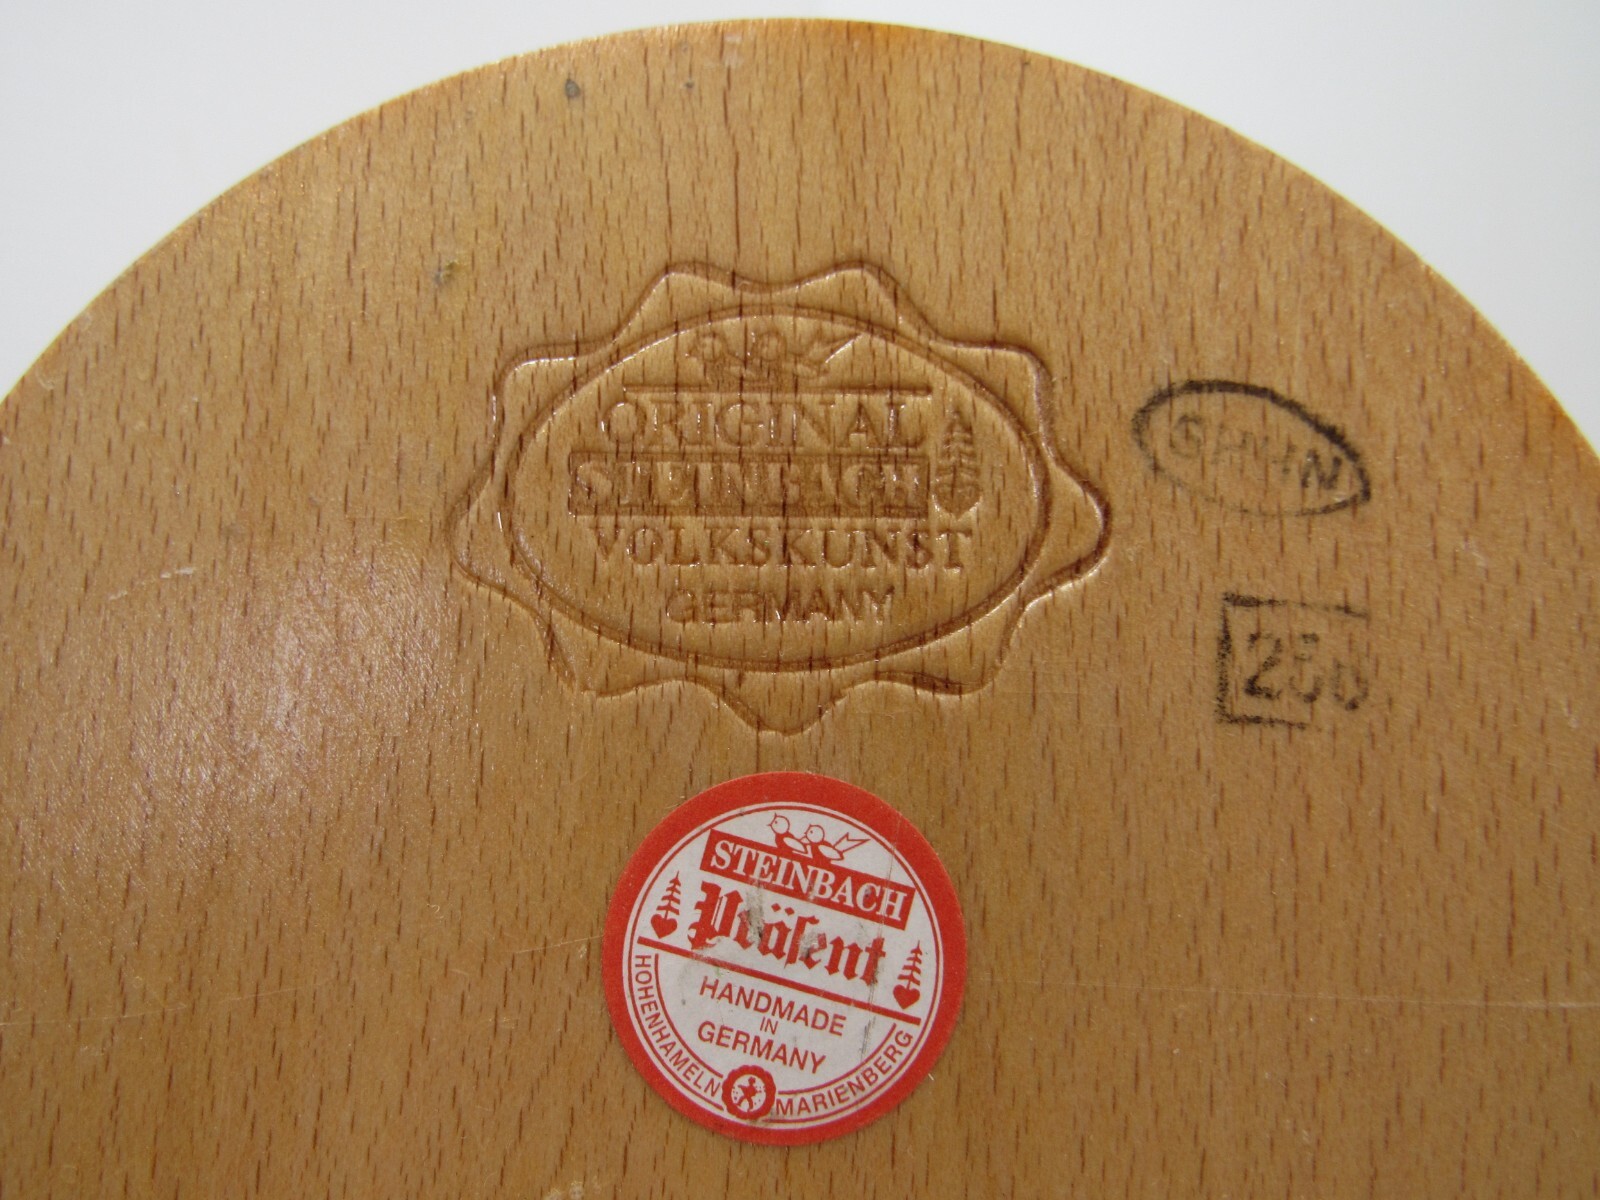 ORIGINAL
STEINBACH
VOLKSKUNST
GERMANY
STEINBACH
Präſent
HANDMADE
IN
GERMANY
HOHENHAMELN
MARIENBERG